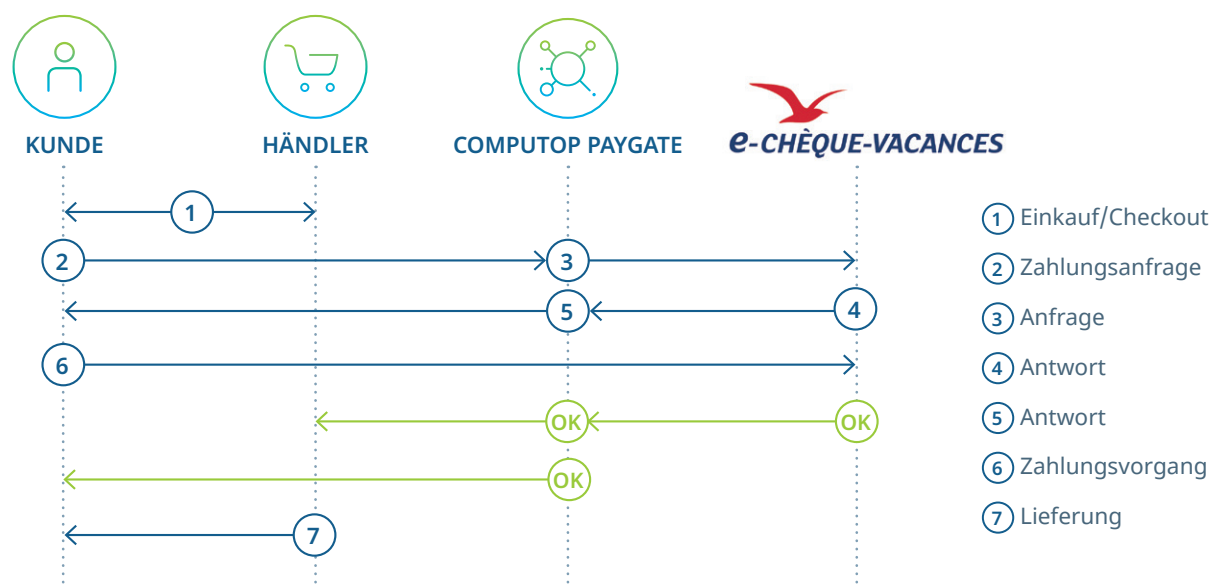 KUNDE
HÄNDLER
COMPUTOP PAYGATE
e-CHÈQUE-VACANCES
1
2
3
5
4
6
OK
OK
OK
7
1 Einkauf/Checkout
2 Zahlungsanfrage
3 Anfrage
4 Antwort
5 Antwort
6 Zahlungsvorgang
7 Lieferung